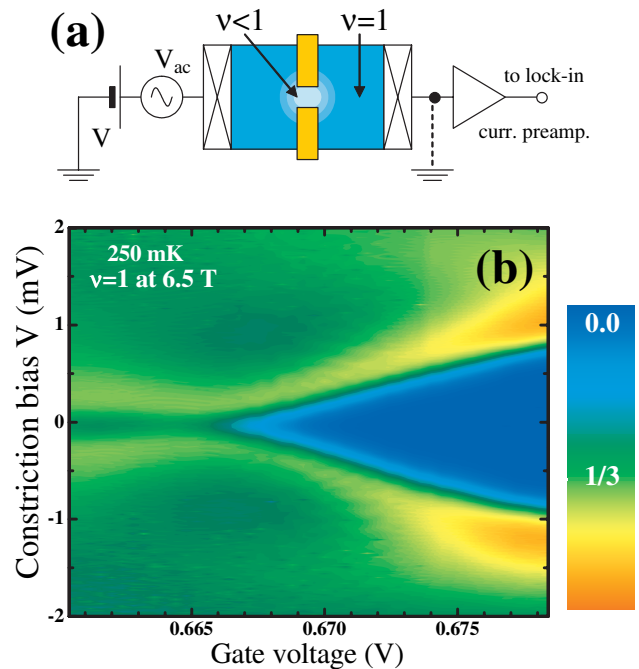 (a)
ν<1
ν=1
V_ac
V
to lock-in
curr. preamp.
(b)
250 mK
ν=1 at 6.5 T
Constriction bias V (mV)
2
1
0
-1
-2
0.665
0.670
0.675
Gate voltage (V)
0.0
1/3